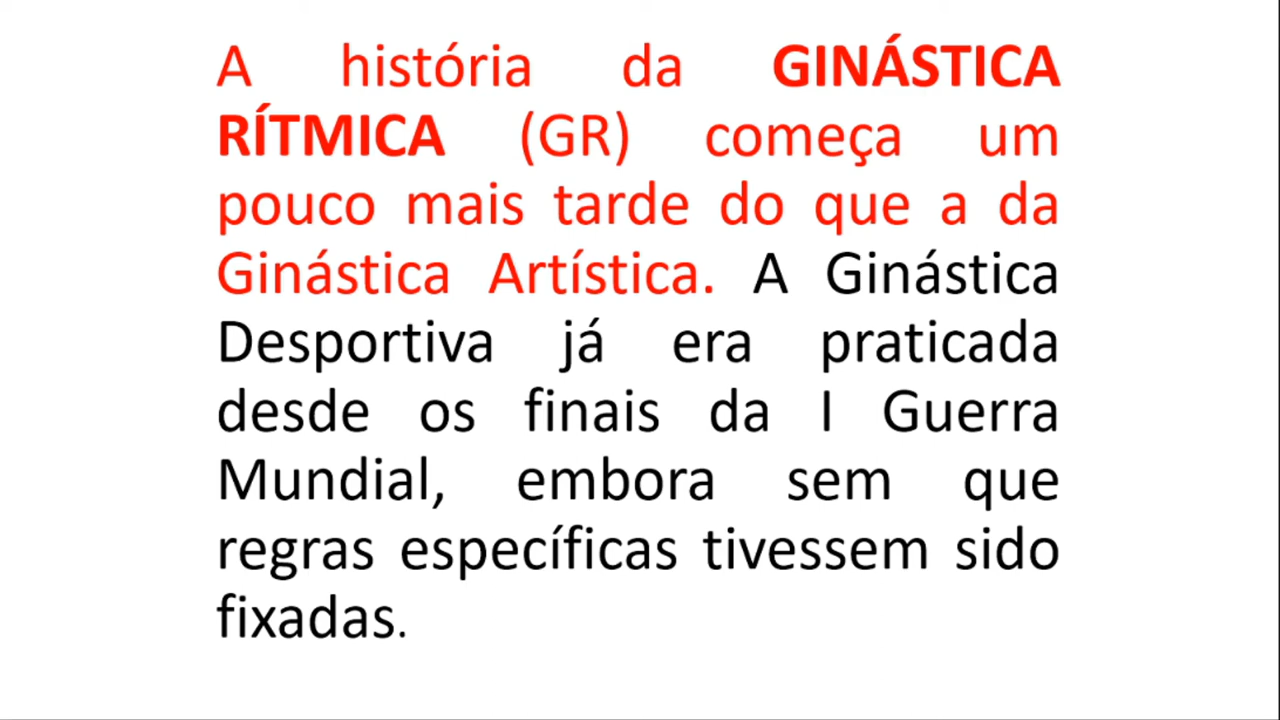 A história da GINÁSTICA
RÍTMICA (GR) começa um
pouco mais tarde do que a da
Ginástica Artística. A Ginástica
Desportiva já era praticada
desde os finais da I Guerra
Mundial, embora sem que
regras específicas tivessem sido
fixadas.